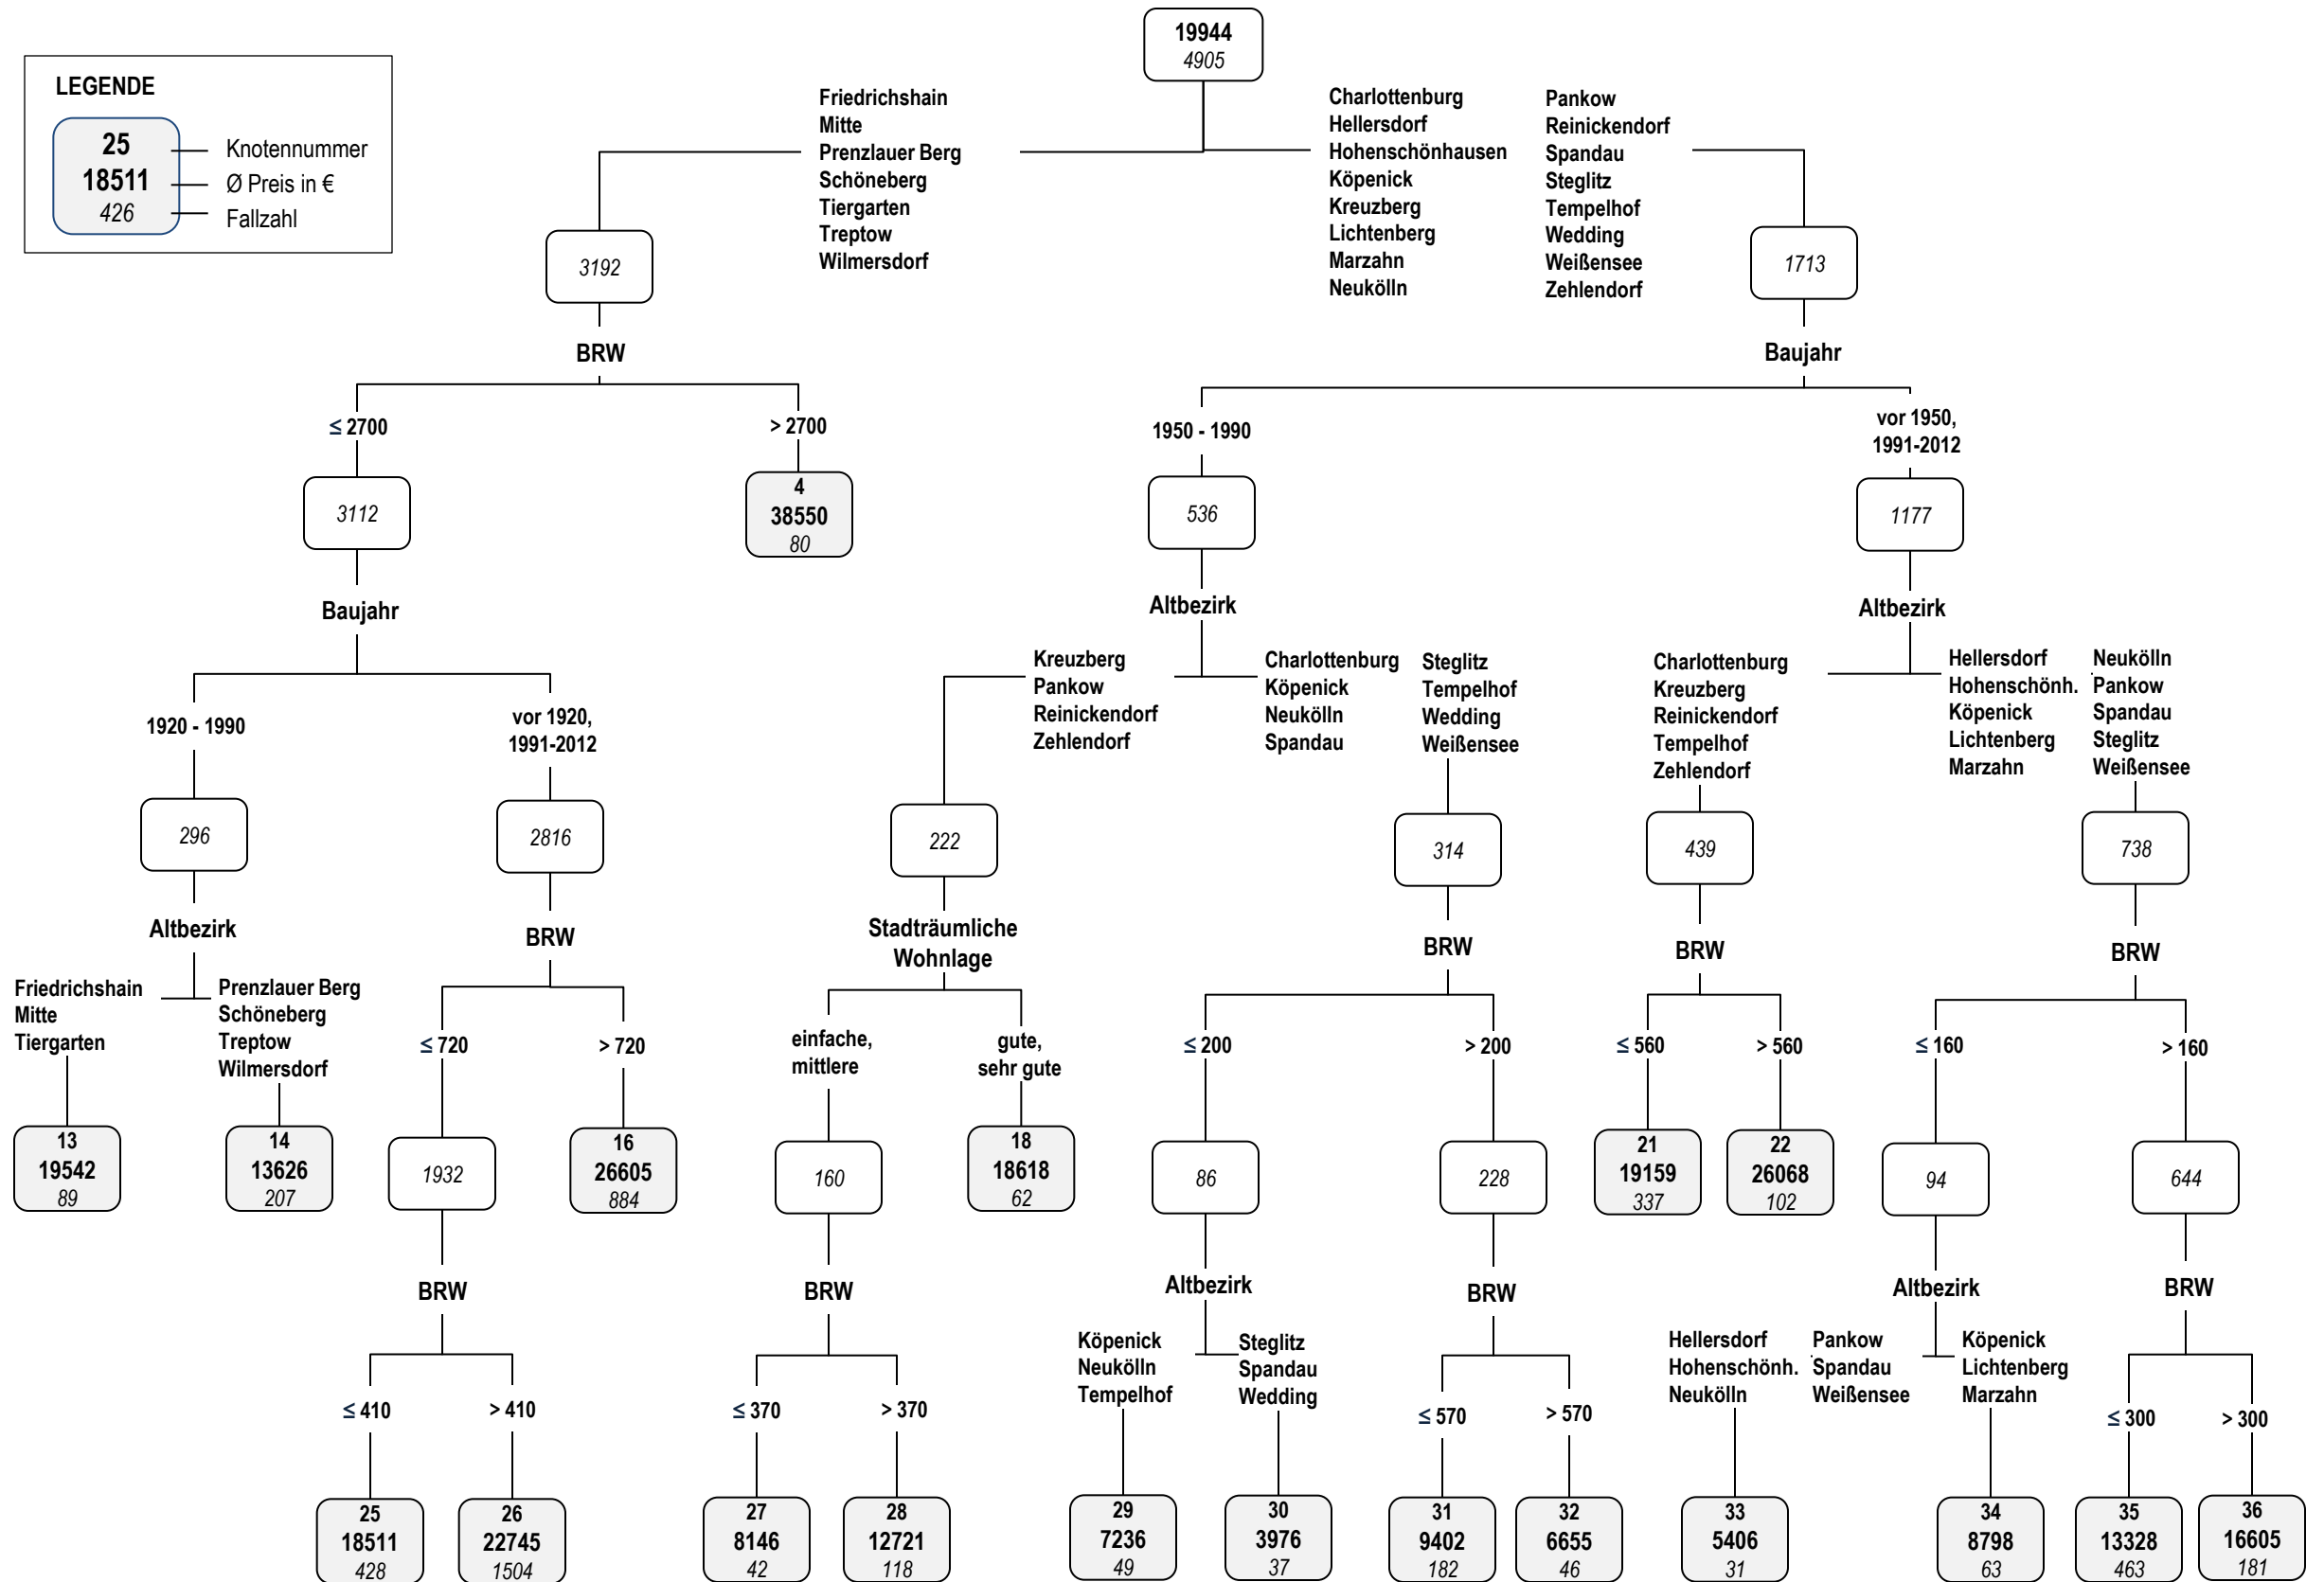 19944
4905
LEGENDE
25
18511
426
Knotennummer
Ø Preis in €
Fallzahl
Friedrichshain
Mitte
Prenzlauer Berg
Schöneberg
Tiergarten
Treptow
Wilmersdorf
Charlottenburg
Hellersdorf
Hohenschönhausen
Köpenick
Kreuzberg
Lichtenberg
Marzahn
Neukölln
Pankow
Reinickendorf
Spandau
Steglitz
Tempelhof
Wedding
Weißensee
Zehlendorf
3192
1713
BRW
Baujahr
≤ 2700
> 2700
1950 - 1990
vor 1950,
1991-2012
3112
4
38550
80
536
1177
Baujahr
Altbezirk
Altbezirk
Kreuzberg
Pankow
Reinickendorf
Zehlendorf
Charlottenburg
Köpenick
Neukölln
Spandau
Steglitz
Tempelhof
Wedding
Weißensee
Charlottenburg
Kreuzberg
Reinickendorf
Tempelhof
Zehlendorf
Hellersdorf
Hohenschönh.
Köpenick
Lichtenberg
Marzahn
Neukölln
Pankow
Spandau
Steglitz
Weißensee
1920 - 1990
vor 1920,
1991-2012
296
2816
222
314
439
738
Altbezirk
BRW
Stadträumliche
Wohnlage
BRW
BRW
BRW
Friedrichshain
Mitte
Tiergarten
Prenzlauer Berg
Schöneberg
Treptow
Wilmersdorf
≤ 720
> 720
einfache,
mittlere
gute,
sehr gute
≤ 200
> 200
≤ 560
> 560
≤ 160
> 160
13
19542
89
14
13626
207
1932
16
26605
884
160
18
18618
62
86
228
21
19159
337
22
26068
102
94
644
BRW
BRW
Altbezirk
BRW
Altbezirk
BRW
Köpenick
Neukölln
Tempelhof
Steglitz
Spandau
Wedding
Hellersdorf
Hohenschönh.
Neukölln
Pankow
Spandau
Weißensee
Köpenick
Lichtenberg
Marzahn
≤ 410
> 410
≤ 370
> 370
≤ 570
> 570
≤ 300
> 300
25
18511
428
26
22745
1504
27
8146
42
28
12721
118
29
7236
49
30
3976
37
31
9402
182
32
6655
46
33
5406
31
34
8798
63
35
13328
463
36
16605
181